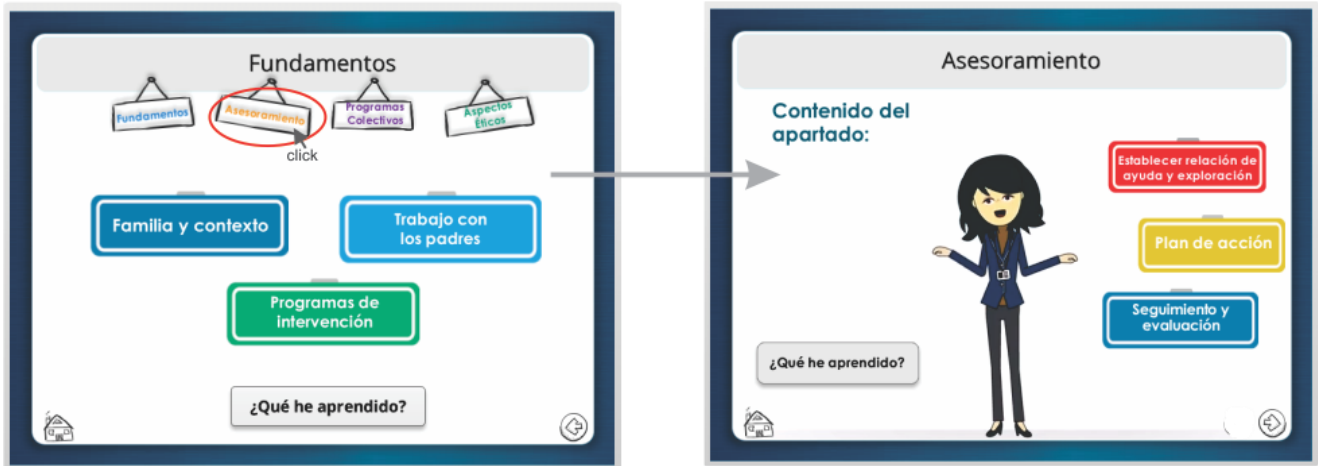 Fundamentos
Fundamentos
Asesoramiento
Programas
Colectivos
Aspectos
Éticos
click
Familia y contexto
Trabajo con
los padres
Programas de
intervención
¿Qué he aprendido?
Asesoramiento
Contenido del
apartado:
Establecer relación de
ayuda y exploración
Plan de acción
Seguimiento y
evaluación
¿Qué he aprendido?